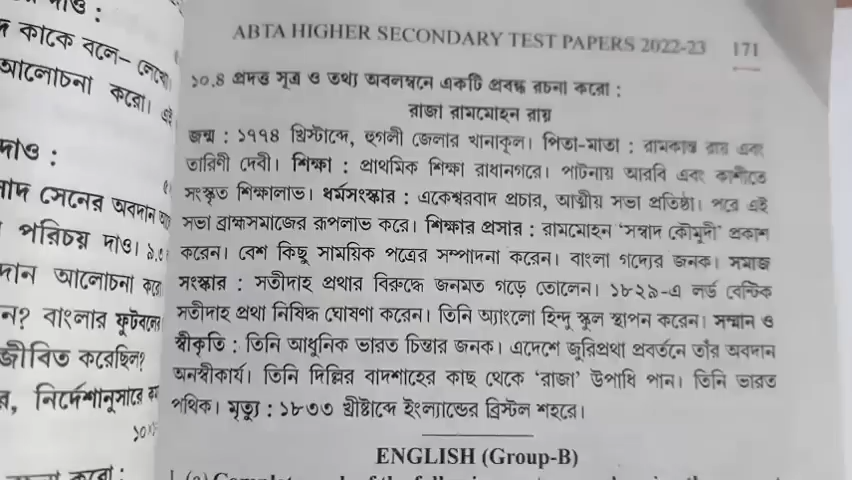 ABTA HIGHER SECONDARY TEST PAPERS 2022-23 171
১০.৪ প্রদত্ত সূত্র ও তথ্য অবলম্বনে একটি প্রবন্ধ রচনা করো :
রাজা রামমোহন রায়
জন্ম : ১৭৭৪ খ্রিস্টাব্দে, হুগলী জেলার খানাকুল। পিতা-মাতা : রামকান্ত রায় এবং
তারিণী দেবী। শিক্ষা : প্রাথমিক শিক্ষা রাধানগরে। পাটনায় আরবি এবং কাশীতে
সংস্কৃত শিক্ষালাভ। ধর্মসংস্কার : একেশ্বরবাদ প্রচার, আত্মীয় সভা প্রতিষ্ঠা। পরে এই
সভা ব্রাহ্মসমাজের রূপলাভ করে। শিক্ষার প্রসার : রামমোহন ‘সম্বাদ কৌমুদী’ প্রকাশ
করেন। বেশ কিছু সাময়িক পত্রের সম্পাদনা করেন। বাংলা গদ্যের জনক। সমাজ
সংস্কার : সতীদাহ প্রথার বিরুদ্ধে জনমত গড়ে তোলেন। ১৮২৯-এ লর্ড বেন্টিঙ্ক
সতীদাহ প্রথা নিষিদ্ধ ঘোষণা করেন। তিনি অ্যাংলো হিন্দু স্কুল স্থাপন করেন। সম্মান ও
স্বীকৃতি : তিনি আধুনিক ভারত চিন্তার জনক। এদেশে জুরিপ্রথা প্রবর্তনে তাঁর অবদান
অনস্বীকার্য। তিনি দিল্লির বাদশাহের কাছ থেকে ‘রাজা’ উপাধি পান। তিনি ভারত
পথিক। মৃত্যু : ১৮৩৩ খ্রীষ্টাব্দে ইংল্যান্ডের ব্রিস্টল শহরে।
ENGLISH (Group-B)
কাকে বলে– লেখো
আলোচনা করো। এই
দাও :
সেনের অবদান
পরিচয় দাও।
আলোচনা করো
বাংলার ফুটবলের
করেছিল?
নির্দেশানুসারে
করো :